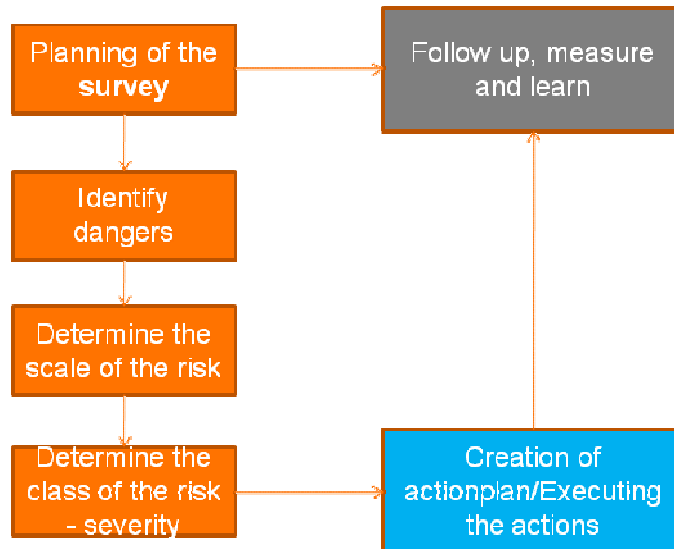 Planning of the
survey
Follow up, measure
and learn
Identify
dangers
Determine the
scale of the risk
Determine the
class of the risk
- severity
Creation of
actionplan/Executing
the actions